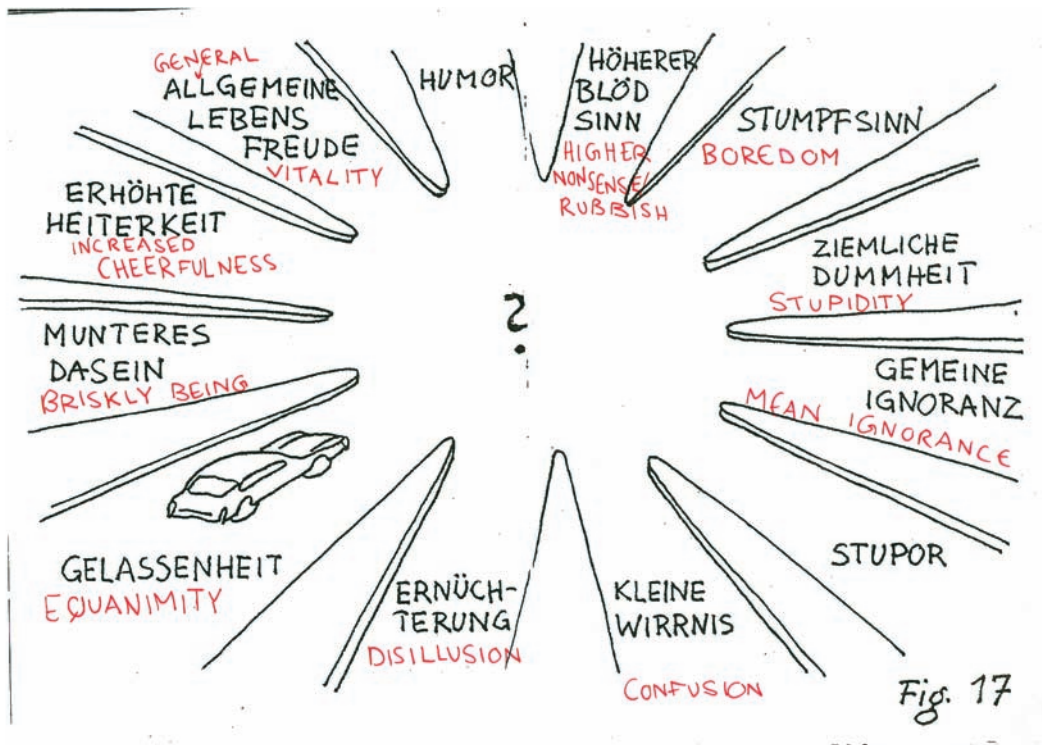 GENERAL
ALLGEMEINE
LEBENS
FREUDE
VITALITY
HUMOR
HÖHERER
BLÖD
SINN
HIGHER
NONSENSE/
RUBBISH
STUMPFSINN
BOREDOM
ERHÖHTE
HEITERKEIT
INCREASED
CHEERFULNESS
ZIEMLICHE
DUMMHEIT
STUPIDITY
?
MUNTERES
DASEIN
BRISKLY BEING
GEMEINE
IGNORANZ
MEAN IGNORANCE
GELASSENHEIT
EQUANIMITY
ERNÜCH-
TERUNG
DISILLUSION
KLEINE
WIRRNIS
CONFUSION
STUPOR
Fig. 17